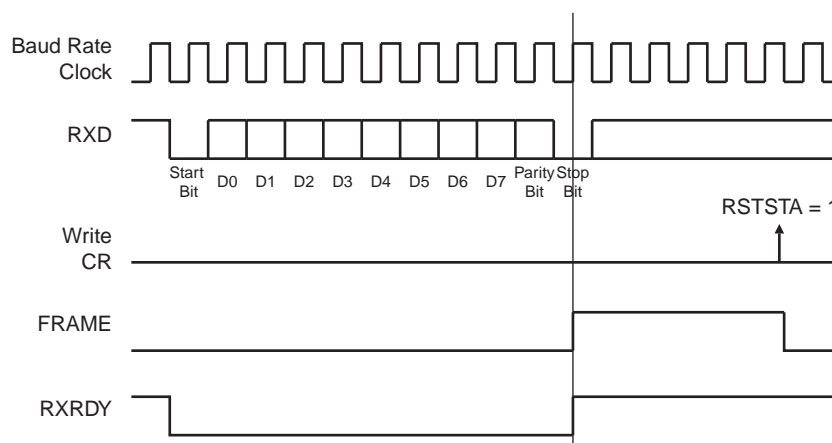 Baud Rate
Clock
RXD
Start
Bit
D0
D1
D2
D3
D4
D5
D6
D7
Parity
Bit
Stop
Bit
RSTSTA = 1
Write
CR
FRAME
RXRDY